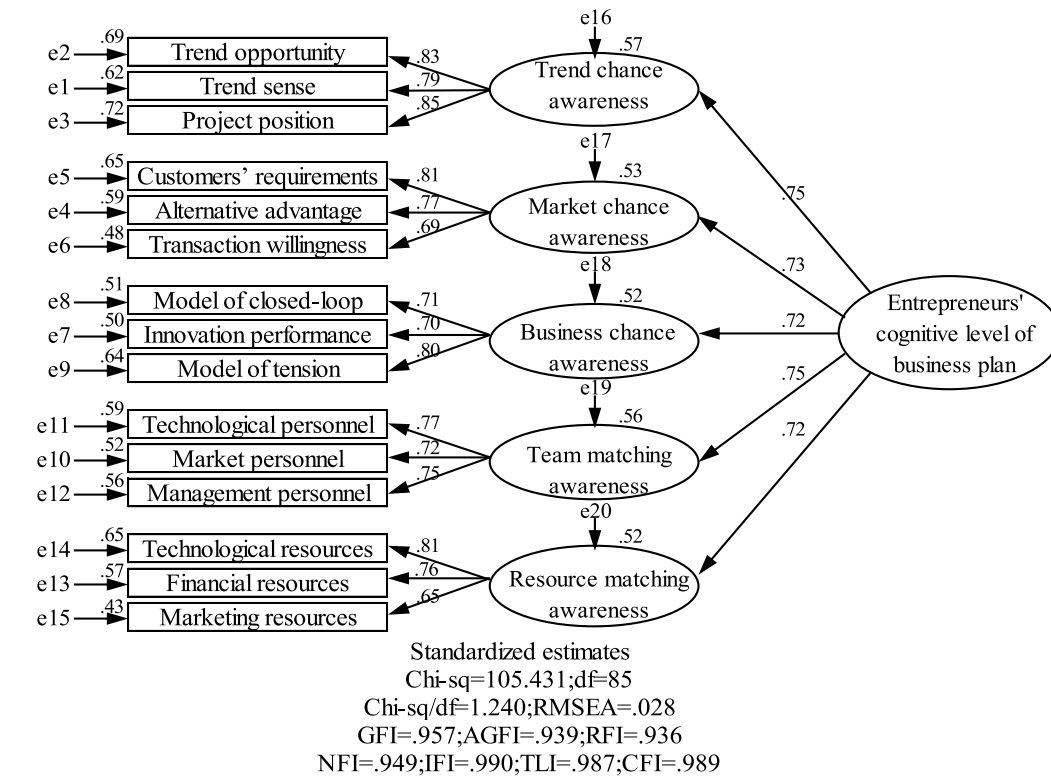 e16
.57
Trend chance
awareness
e2
.69
Trend opportunity
.83
e1
.62
Trend sense
.79
e3
.72
Project position
.85
e17
.53
Market chance
awareness
e5
.65
Customers’ requirements
.81
e4
.59
Alternative advantage
.77
e6
.48
Transaction willingness
.69
e18
.52
Business chance
awareness
e8
.51
Model of closed-loop
.71
e7
.50
Innovation performance
.70
e9
.64
Model of tension
.80
e19
.56
Team matching
awareness
e11
.59
Technological personnel
.77
e10
.52
Market personnel
.72
e12
.56
Management personnel
.75
e20
.52
Resource matching
awareness
e14
.65
Technological resources
.81
e13
.57
Financial resources
.76
e15
.43
Marketing resources
.65
.75
.73
.72
.75
.72
Entrepreneurs'
cognitive level of
business plan
Standardized estimates
Chi-sq=105.431;df=85
Chi-sq/df=1.240;RMSEA=.028
GFI=.957;AGFI=.939;RFI=.936
NFI=.949;IFI=.990;TLI=.987;CFI=.989